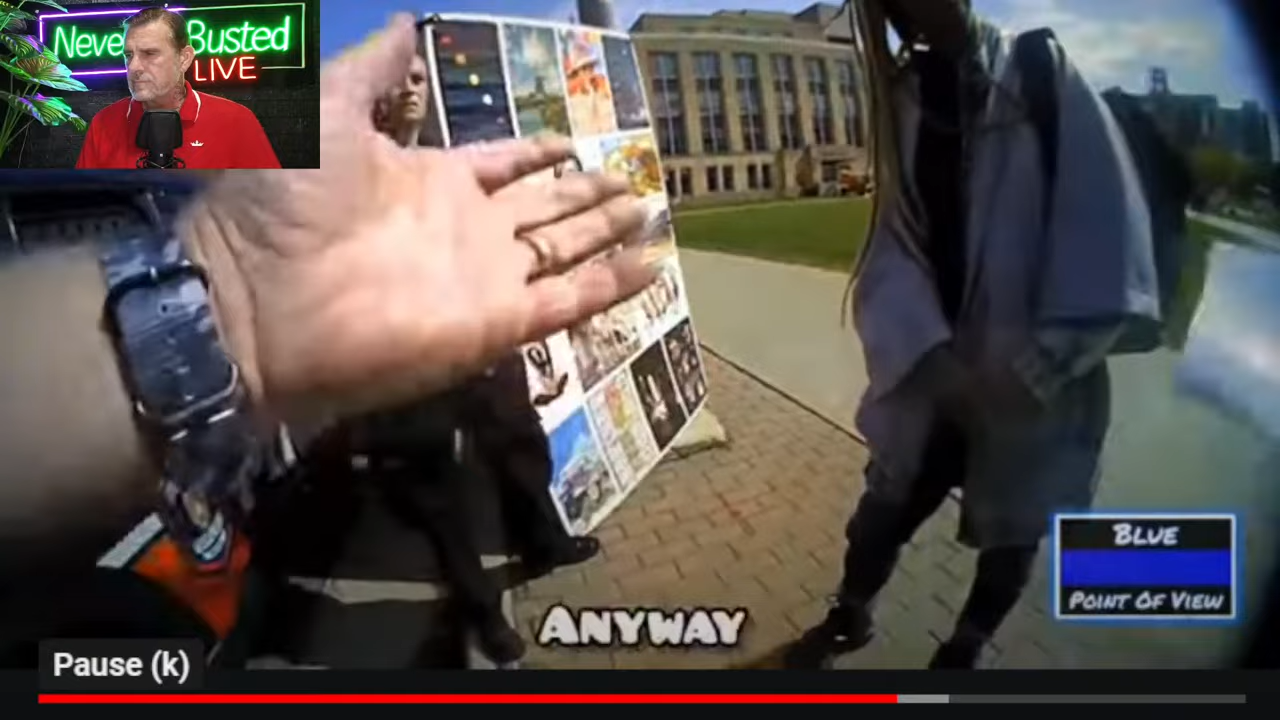 Never Busted
LIVE
ANYWAY
BLUE
POINT OF VIEW
Pause (k)